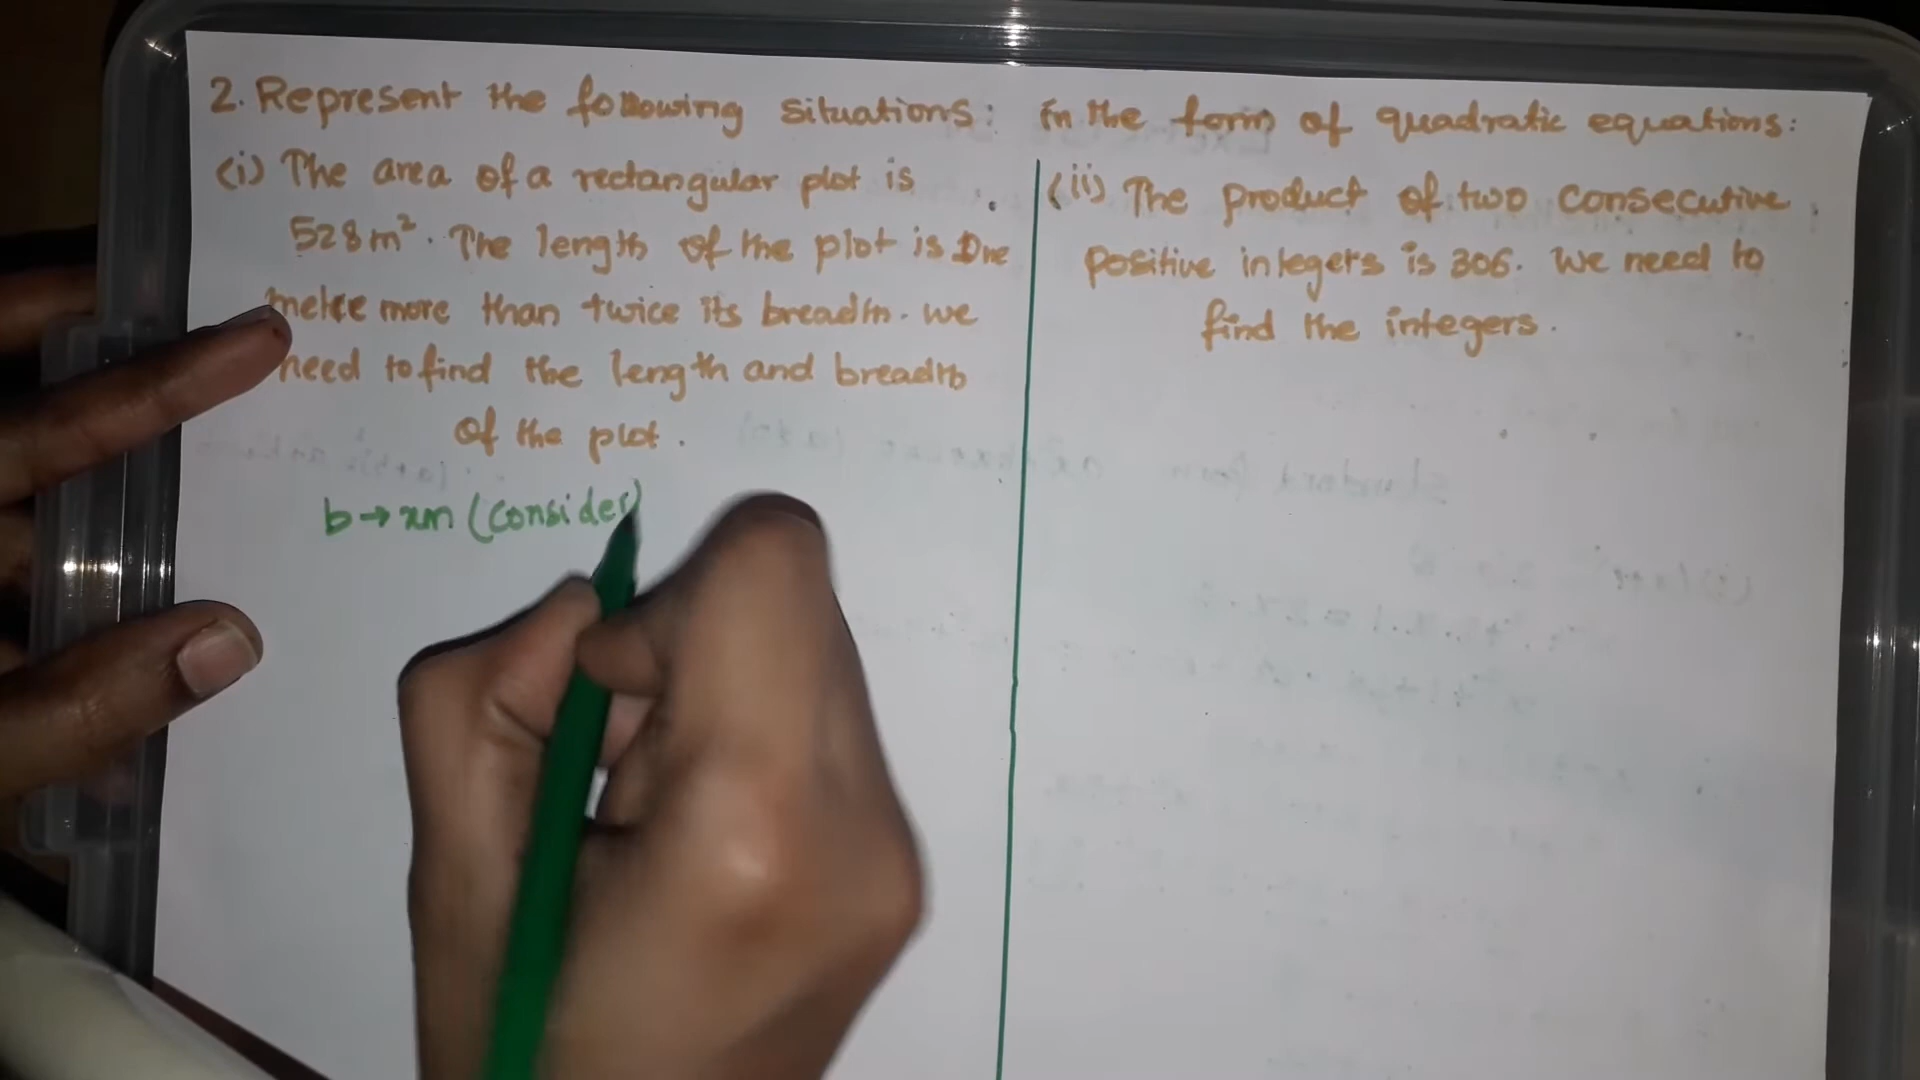 2. Represent the following situations: in the form of quadratic equations:
(i) The area of a rectangular plot is
528m². The length of the plot is One
metre more than twice its breadth. we
need to find the length and breadth
of the plot.
b→xm (Consider)
(ii) The product of two consecutive
positive integers is 306. We need to
find the integers.